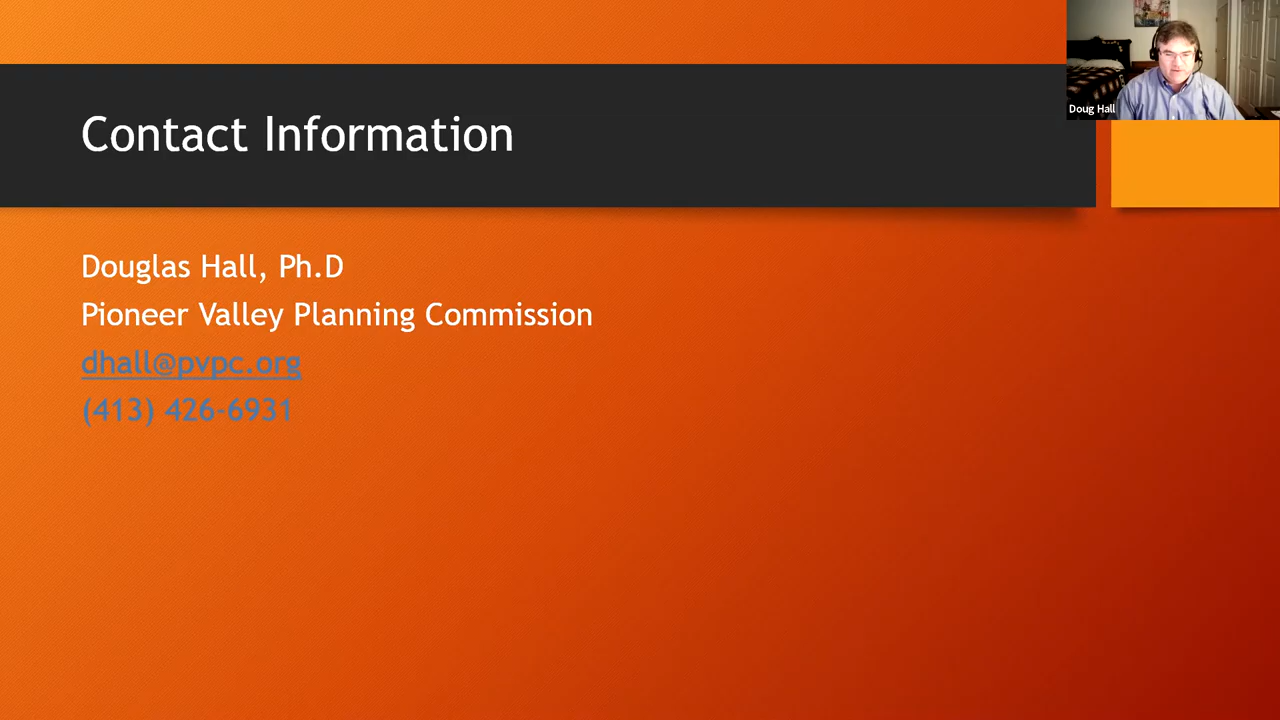 Doug Hall
Contact Information
Douglas Hall, Ph.D
Pioneer Valley Planning Commission
dhall@pvpc.org
(413) 426-6931